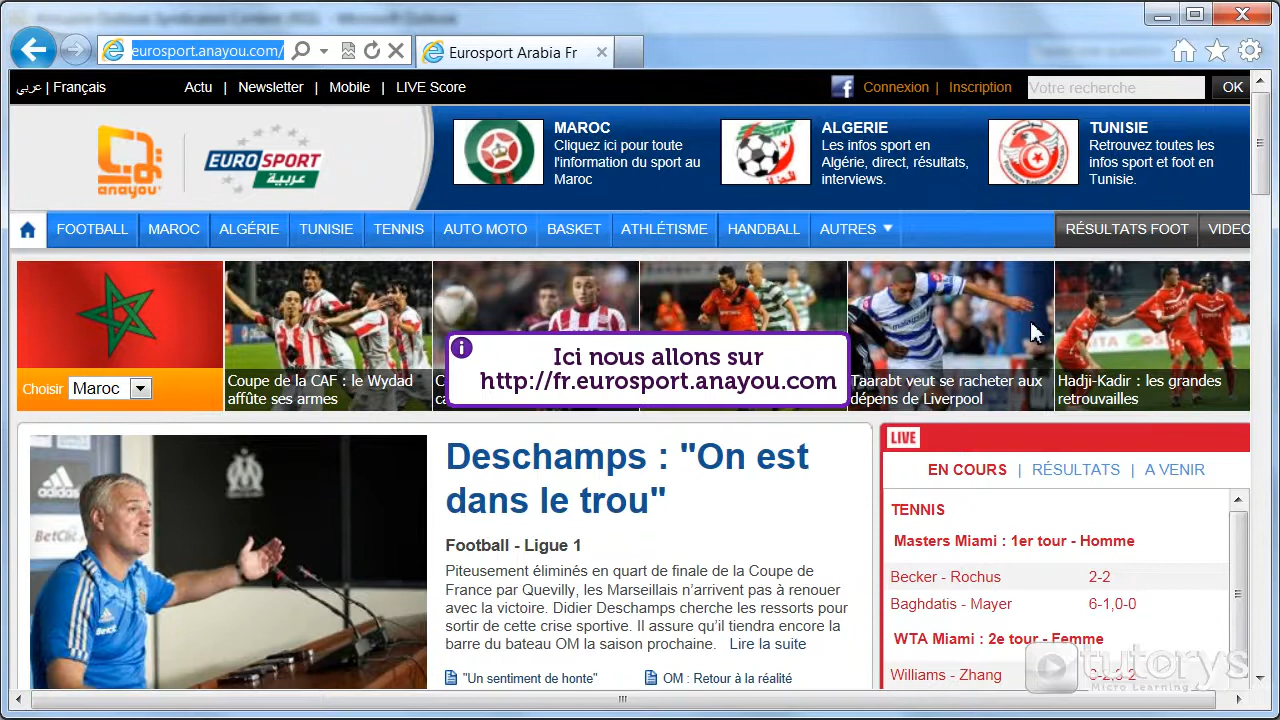 eurosport.anayou.com/
Eurosport Arabia Fr
عربي | Français
Actu | Newsletter | Mobile | LIVE Score
Connexion | Inscription
Votre recherche
OK
anayou
EUROSPORT
عربية
MAROC
Cliquez ici pour toute
l'information du sport au
Maroc
ALGERIE
Les infos sport en
Algérie, direct, résultats,
interviews.
TUNISIE
Retrouvez toutes les
infos sport et foot en
Tunisie.
FOOTBALL MAROC ALGÉRIE TUNISIE TENNIS AUTO MOTO BASKET ATHLÉTISME HANDBALL AUTRES RÉSULTATS FOOT VIDEO
Choisir Maroc
Coupe de la CAF : le Wydad
affûte ses armes
Ici nous allons sur
http://fr.eurosport.anayou.com
Taarabt veut se racheter aux
dépens de Liverpool
Hadji-Kadir : les grandes
retrouvailles
adidas
BetClic
Deschamps : "On est
dans le trou"
Football - Ligue 1
Piteusement éliminés en quart de finale de la Coupe de
France par Quevilly, les Marseillais n'arrivent pas à renouer
avec la victoire. Didier Deschamps cherche les ressorts pour
sortir de cette crise sportive. Il assure qu'il tiendra encore la
barre du bateau OM la saison prochaine. Lire la suite
"Un sentiment de honte"
OM : Retour à la réalité
LIVE
EN COURS | RÉSULTATS | A VENIR
TENNIS
Masters Miami : 1er tour - Homme
Becker - Rochus 2-2
Baghdatis - Mayer 6-1,0-0
WTA Miami : 2e tour - Femme
Williams - Zhang
tutorys
Micro Learning